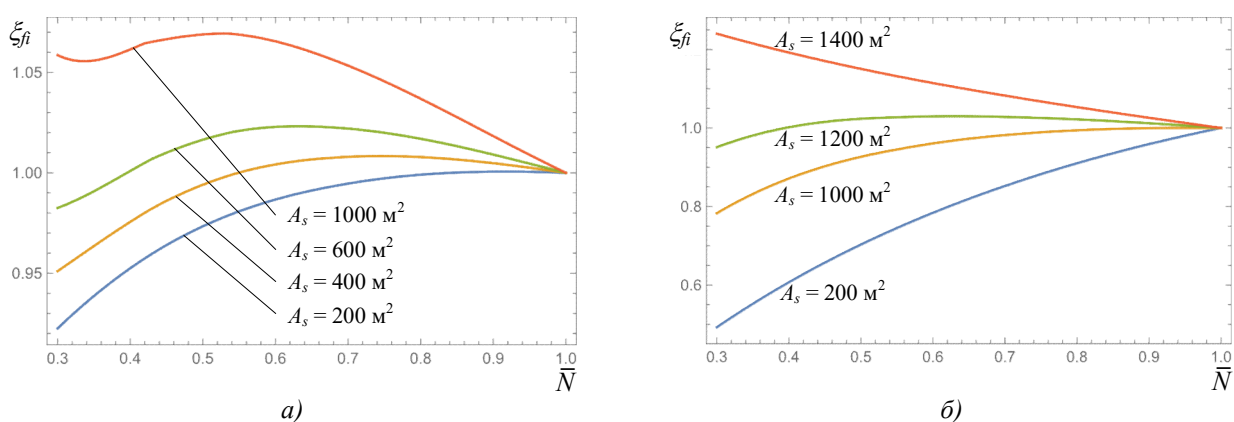 ξfi
1.05
1.00
0.95
As = 1000 м²
As = 600 м²
As = 400 м²
As = 200 м²
0.3 0.4 0.5 0.6 0.7 0.8 0.9 1.0
N̅
а)
ξfi
1.0
0.8
0.6
As = 1400 м²
As = 1200 м²
As = 1000 м²
As = 200 м²
0.3 0.4 0.5 0.6 0.7 0.8 0.9 1.0
N̅
б)